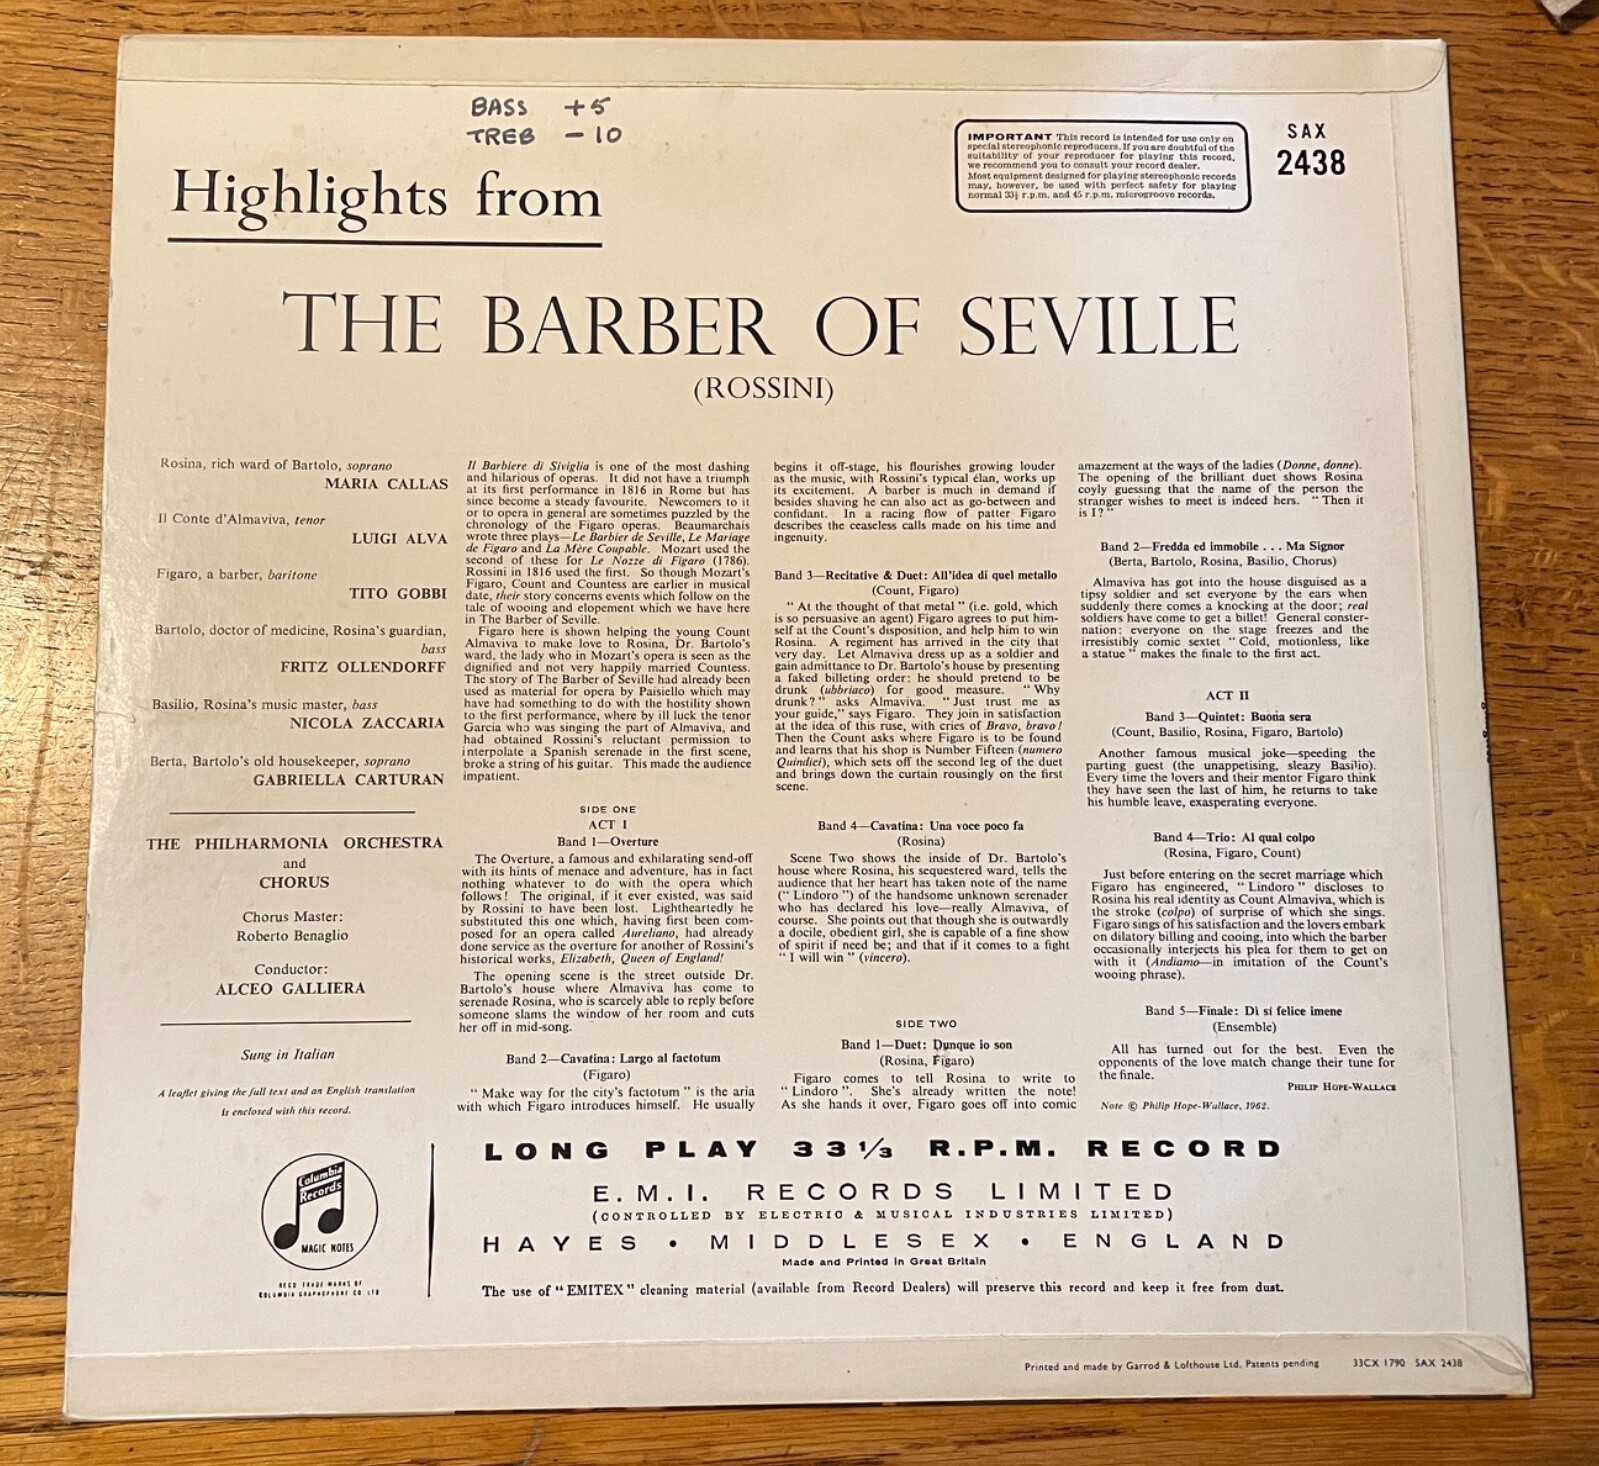 BASS +5
TREB -10
Highlights from
IMPORTANT This record is intended for use only on
special stereophonic reproducers. If you are doubtful of the
suitability of your reproducer for playing this record,
we recommend you to consult your record dealer.
Most equipment designed for playing stereophonic records
may, however, be used with perfect safety for playing
normal 33⅓ r.p.m. and 45 r.p.m. microgroove records.
SAX
2438
THE BARBER OF SEVILLE
(ROSSINI)
Rosina, rich ward of Bartolo, soprano
MARIA CALLAS
Il Conte d'Almaviva, tenor
LUIGI ALVA
Figaro, a barber, baritone
TITO GOBBI
Bartolo, doctor of medicine, Rosina's guardian,
bass
FRITZ OLLENDORFF
Basilio, Rosina's music master, bass
NICOLA ZACCARIA
Berta, Bartolo's old housekeeper, soprano
GABRIELLA CARTURAN
THE PHILHARMONIA ORCHESTRA
and
CHORUS
Chorus Master:
Roberto Benaglio
Conductor:
ALCEO GALLIERA
Sung in Italian
A leaflet giving the full text and an English translation
is enclosed with this record.
Il Barbiere di Siviglia is one of the most dashing
and hilarious of operas. It did not have a triumph
at its first performance in 1816 in Rome but has
since become a steady favourite. Newcomers to it
or to opera in general are sometimes puzzled by the
chronology of the Figaro operas. Beaumarchais
wrote three plays—Le Barbier de Seville, Le Mariage
de Figaro and La Mère Coupable. Mozart used the
second of these for Le Nozze di Figaro (1786).
Rossini in 1816 used the first. So though Mozart's
Figaro, Count and Countess are earlier in musical
date, their story concerns events which follow on the
tale of wooing and elopement which we have here
in The Barber of Seville.
Figaro here is shown helping the young Count
Almaviva to make love to Rosina, Dr. Bartolo's
ward, the lady who in Mozart's opera is seen as the
dignified and not very happily married Countess.
The story of The Barber of Seville had already been
used as material for opera by Paisiello which may
have had something to do with the hostility shown
to the first performance, where by ill luck the tenor
Garcia who was singing the part of Almaviva, and
had obtained Rossini's reluctant permission to
interpolate a Spanish serenade in the first scene,
broke a string of his guitar. This made the audience
impatient.
SIDE ONE
ACT I
Band 1—Overture
The Overture, a famous and exhilarating send-off
with its hints of menace and adventure, has in fact
nothing whatever to do with the opera which
follows! The original, if it ever existed, was said
by Rossini to have been lost. Lightheartedly he
substituted this one which, having first been com-
posed for an opera called Aureliano, had already
done service as the overture for another of Rossini's
historical works, Elizabeth, Queen of England!
The opening scene is the street outside Dr.
Bartolo's house where Almaviva has come to
serenade Rosina, who is scarcely able to reply before
someone slams the window of her room and cuts
her off in mid-song.
Band 2—Cavatina: Largo al factotum
(Figaro)
"Make way for the city's factotum" is the aria
with which Figaro introduces himself. He usually
begins it off-stage, his flourishes growing louder
as the music, with Rossini's typical élan, works up
its excitement. A barber is much in demand if
besides shaving he can also act as go-between and
confidant. In a racing flow of patter Figaro
describes the ceaseless calls made on his time and
ingenuity.
Band 3—Recitative & Duet: All'idea di quel metallo
(Count, Figaro)
"At the thought of that metal" (i.e. gold, which
is so persuasive an agent) Figaro agrees to put him-
self at the Count's disposition, and help him to win
Rosina. A regiment has arrived in the city that
very day. Let Almaviva dress up as a soldier and
gain admittance to Dr. Bartolo's house by presenting
a faked billeting order: he should pretend to be
drunk (ubbriaco) for good measure. "Why
drunk?" asks Almaviva. "Just trust me as
your guide," says Figaro. They join in satisfaction
at the idea of this ruse, with cries of Bravo, bravo!
Then the Count asks where Figaro is to be found
and learns that his shop is Number Fifteen (numero
Quindici), which sets off the second leg of the duet
and brings down the curtain rousingly on the first
scene.
Band 4—Cavatina: Una voce poco fa
(Rosina)
Scene Two shows the inside of Dr. Bartolo's
house where Rosina, his sequestered ward, tells the
audience that her heart has taken note of the name
("Lindoro") of the handsome unknown serenader
who has declared his love—really Almaviva, of
course. She points out that though she is outwardly
a docile, obedient girl, she is capable of a fine show
of spirit if need be; and that if it comes to a fight
"I will win" (vincero).
SIDE TWO
Band 1—Duet: Dunque io son
(Rosina, Figaro)
Figaro comes to tell Rosina to write to
"Lindoro". She's already written the note!
As she hands it over, Figaro goes off into comic
amazement at the ways of the ladies (Donne, donne).
The opening of the brilliant duet shows Rosina
coyly guessing that the name of the person the
stranger wishes to meet is indeed hers. "Then it
is I?"
Band 2—Fredda ed immobile . . . Ma Signor
(Berta, Bartolo, Rosina, Basilio, Chorus)
Almaviva has got into the house disguised as a
tipsy soldier and set everyone by the ears when
suddenly there comes a knocking at the door; real
soldiers have come to get a billet! General conster-
nation: everyone on the stage freezes and the
irresistibly comic sextet "Cold, motionless, like
a statue" makes the finale to the first act.
ACT II
Band 3—Quintet: Buona sera
(Count, Basilio, Rosina, Figaro, Bartolo)
Another famous musical joke—speeding the
parting guest (the unappetising, sleazy Basilio).
Every time the lovers and their mentor Figaro think
they have seen the last of him, he returns to take
his humble leave, exasperating everyone.
Band 4—Trio: Al qual colpo
(Rosina, Figaro, Count)
Just before entering on the secret marriage which
Figaro has engineered, "Lindoro" discloses to
Rosina his real identity as Count Almaviva, which is
the stroke (colpo) of surprise of which she sings.
Figaro sings of his satisfaction and the lovers embark
on dilatory billing and cooing, into which the barber
occasionally interjects his plea for them to get on
with it (Andiamo—in imitation of the Count's
wooing phrase).
Band 5—Finale: Di si felice imene
(Ensemble)
All has turned out for the best. Even the
opponents of the love match change their tune for
the finale.
PHILIP HOPE-WALLACE
Note © Philip Hope-Wallace, 1962.
Columbia
Records
MAGIC NOTES
REGD TRADE MARKS OF
COLUMBIA GRAPHOPHONE CO LTD
LONG PLAY 33⅓ R.P.M. RECORD
E.M.I. RECORDS LIMITED
(CONTROLLED BY ELECTRIC & MUSICAL INDUSTRIES LIMITED)
HAYES • MIDDLESEX • ENGLAND
Made and Printed in Great Britain
The use of "EMITEX" cleaning material (available from Record Dealers) will preserve this record and keep it free from dust.
Printed and made by Garrod & Lofthouse Ltd. Patents pending 33CX 1790 SAX 2438